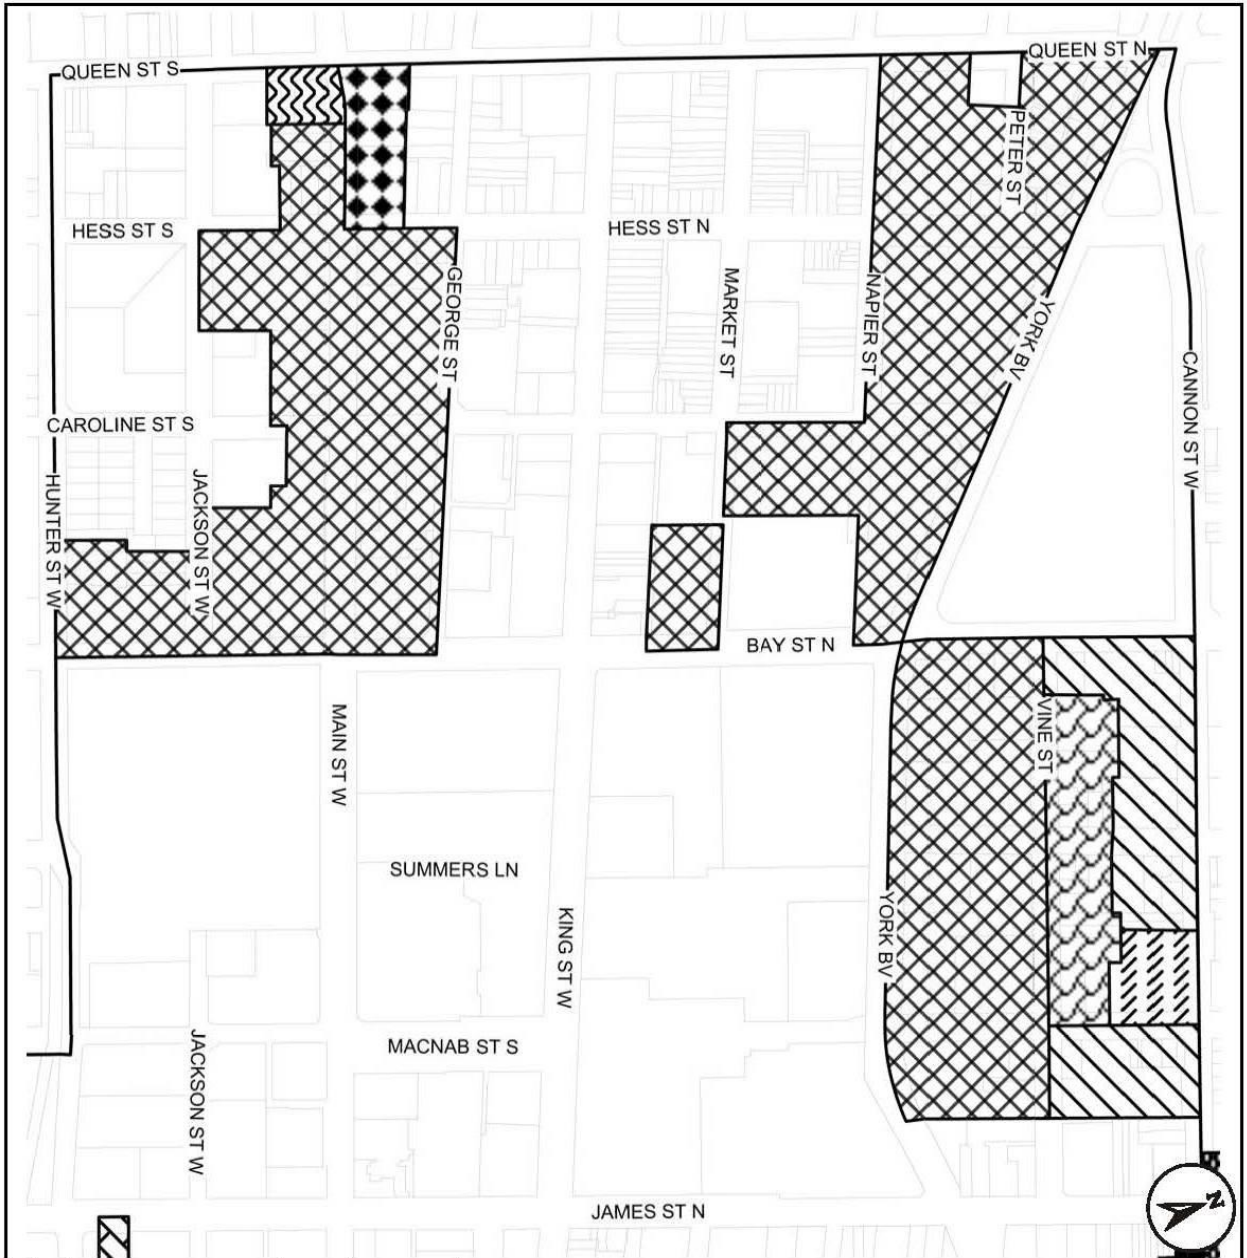 QUEEN ST S
QUEEN ST N
PETER ST
HESS ST S
HESS ST N
GEORGE ST
MARKET ST
NAPIER ST
YORK BV
CANNON ST W
CAROLINE ST S
HUNTER ST W
JACKSON ST W
BAY ST N
MAIN ST W
VINE ST
SUMMERS LN
KING ST W
YORK BV
MACNAB ST S
JACKSON ST W
JAMES ST N
N